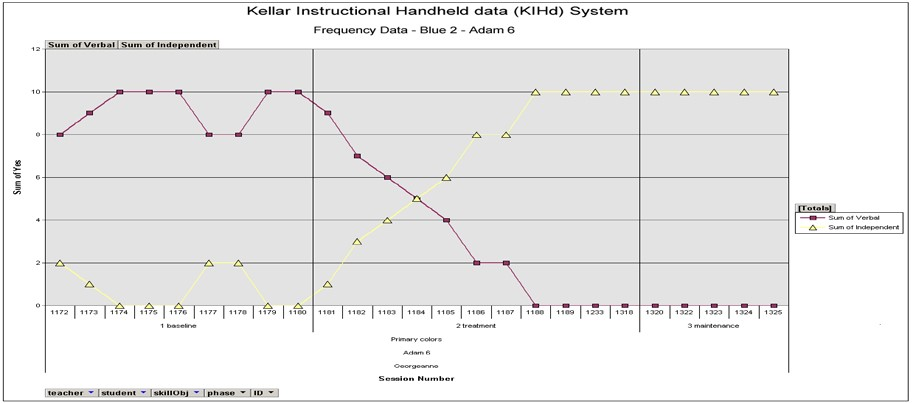 Kellar Instructional Handheld data (KIHd) System
Frequency Data - Blue 2 - Adam 6
Sum of Verbal Sum of Independent
12
10
8
6
4
2
0
Sum of Yes
1172 1173 1174 1175 1176 1177 1178 1179 1180 1181 1182 1183 1184 1185 1186 1187 1188 1189 1233 1318 1320 1322 1323 1324 1325
1 baseline 2 treatment 3 maintenance
Primary colors
Adam 6
Georgeanne
Session Number
[Totals]
Sum of Verbal
Sum of Independent
teacher student skillObj phase ID